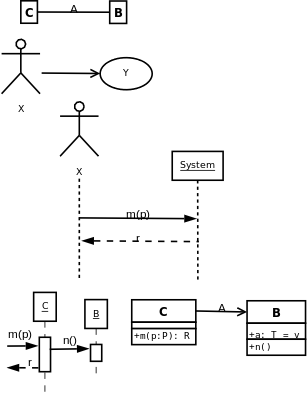 C A B
Y
X
X
System
m(p)
r
C
B
m(p)
n()
r
C A B
+m(p:P): R
+a: T = v
+n()